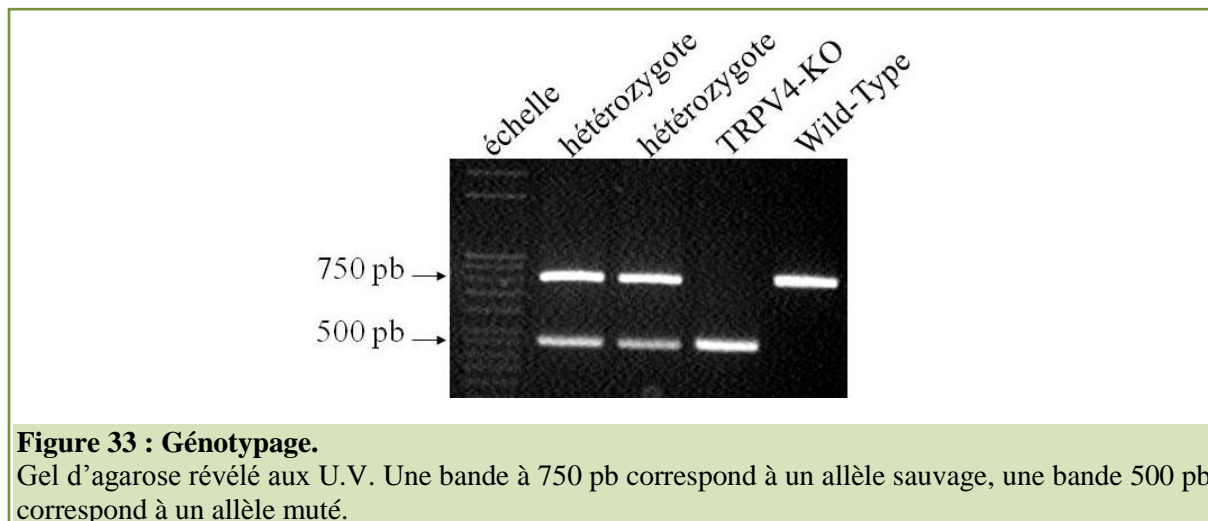 échelle
hétérozygote
hétérozygote
TRPV4-KO
Wild-Type
750 pb
500 pb
Figure 33 : Génotypage.
Gel d’agarose révélé aux U.V. Une bande à 750 pb correspond à un allèle sauvage, une bande 500 pb
correspond à un allèle muté.